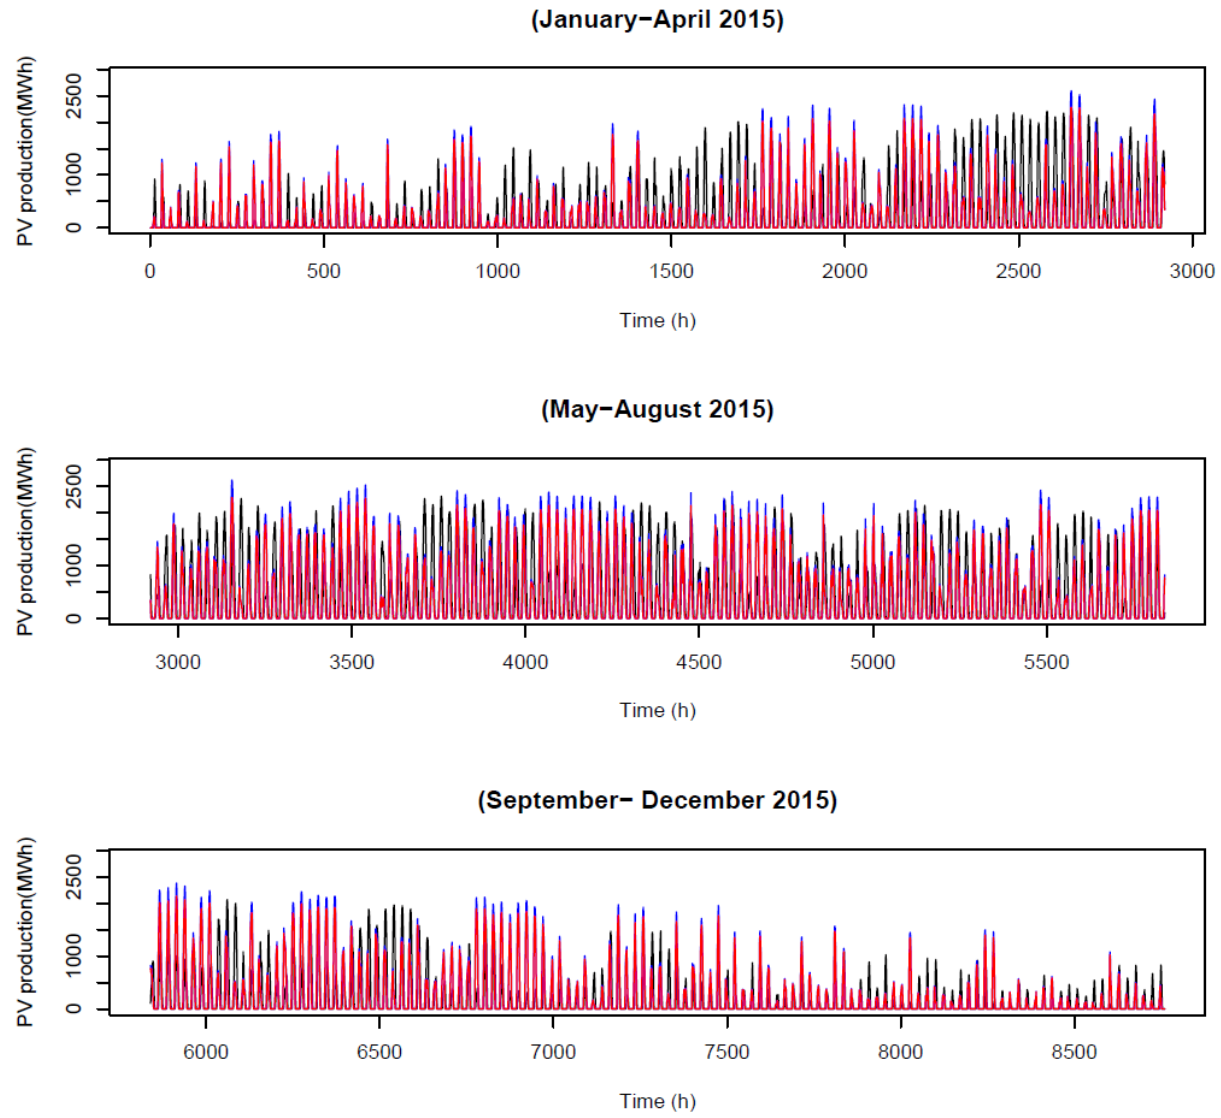 (January−April 2015)
PV production(MWh)
0 1000 2500
0 500 1000 1500 2000 2500 3000
Time (h)
(May−August 2015)
PV production(MWh)
0 1000 2500
3000 3500 4000 4500 5000 5500
Time (h)
(September− December 2015)
PV production(MWh)
0 1000 2500
6000 6500 7000 7500 8000 8500
Time (h)